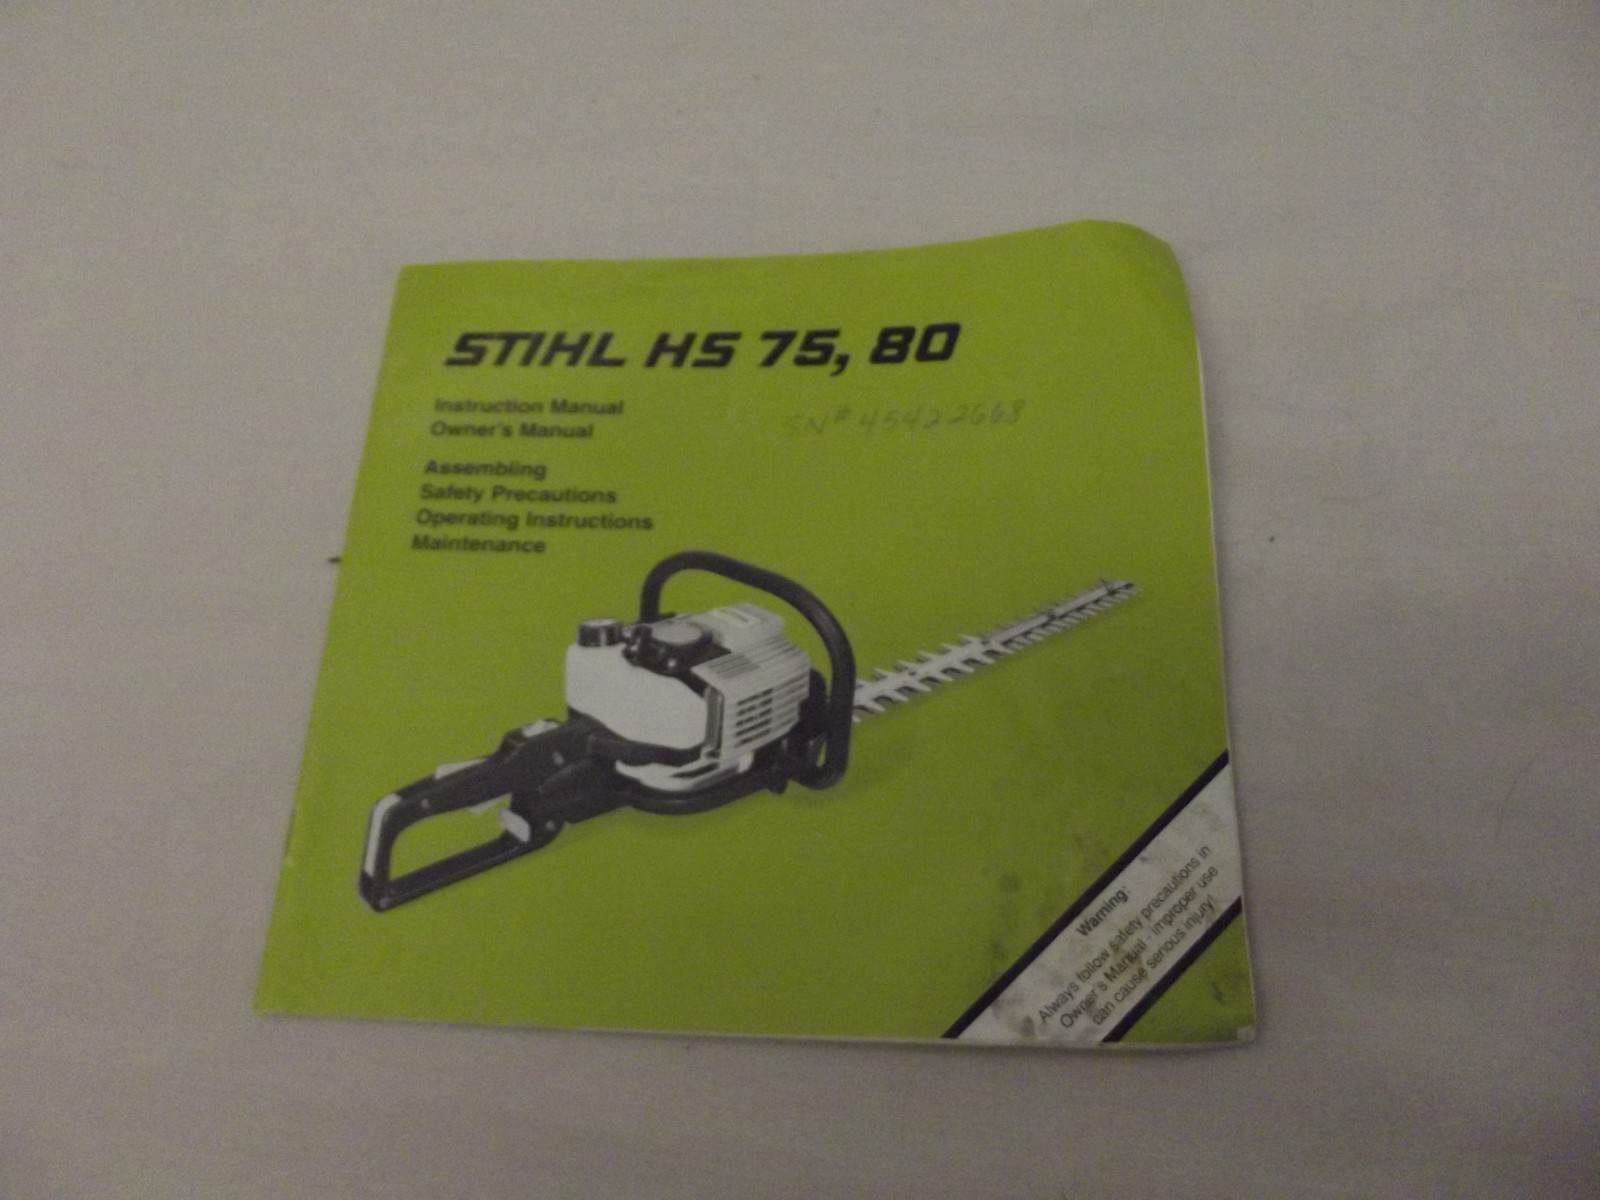 STIHL HS 75, 80
Instruction Manual
Owner's Manual
SN# 45422668
Assembling
Safety Precautions
Operating Instructions
Maintenance
Warning:
Always follow safety precautions in
Owner's Manual - improper use
can cause serious injury!